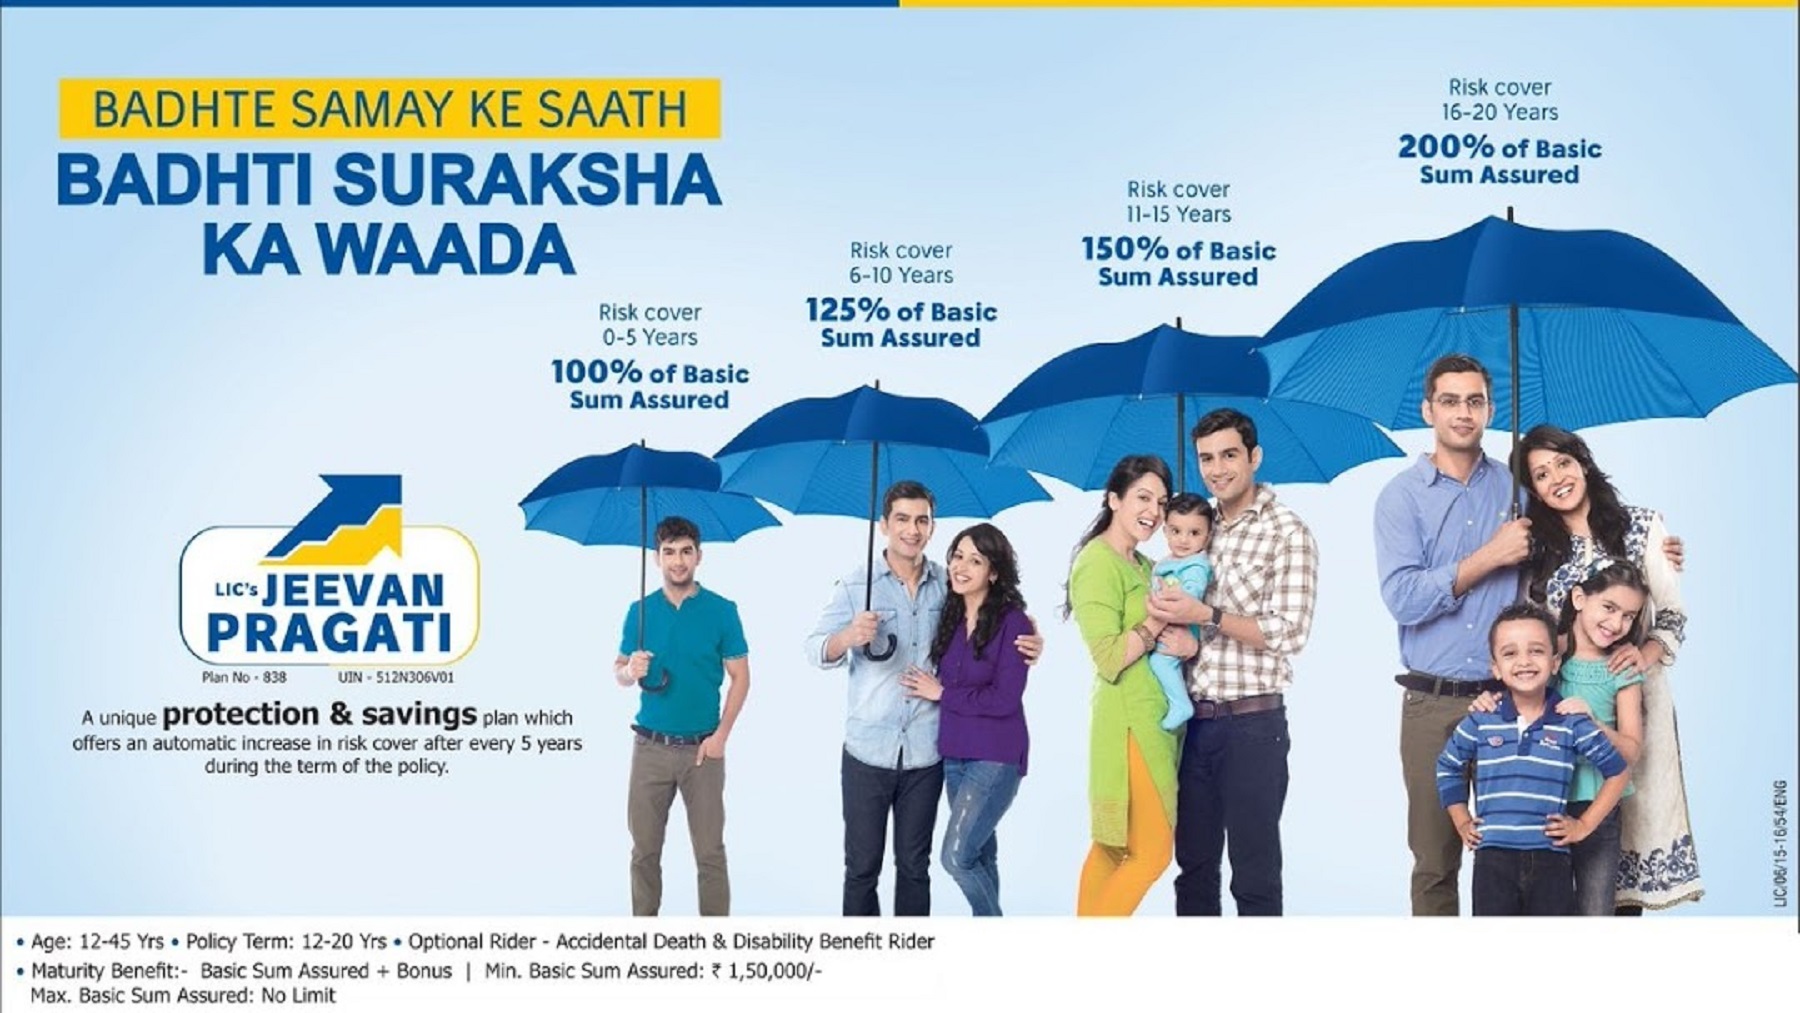 BADHTE SAMAY KE SAATH
BADHTI SURAKSHA
KA WAADA
Risk cover
0-5 Years
100% of Basic
Sum Assured
Risk cover
6-10 Years
125% of Basic
Sum Assured
Risk cover
11-15 Years
150% of Basic
Sum Assured
Risk cover
16-20 Years
200% of Basic
Sum Assured
LIC's JEEVAN
PRAGATI
Plan No - 838 UIN - 512N306V01
A unique protection & savings plan which
offers an automatic increase in risk cover after every 5 years
during the term of the policy.
LIC/06/15-16/54/ENG
• Age: 12-45 Yrs • Policy Term: 12-20 Yrs • Optional Rider - Accidental Death & Disability Benefit Rider
• Maturity Benefit:- Basic Sum Assured + Bonus | Min. Basic Sum Assured: ₹ 1,50,000/-
Max. Basic Sum Assured: No Limit